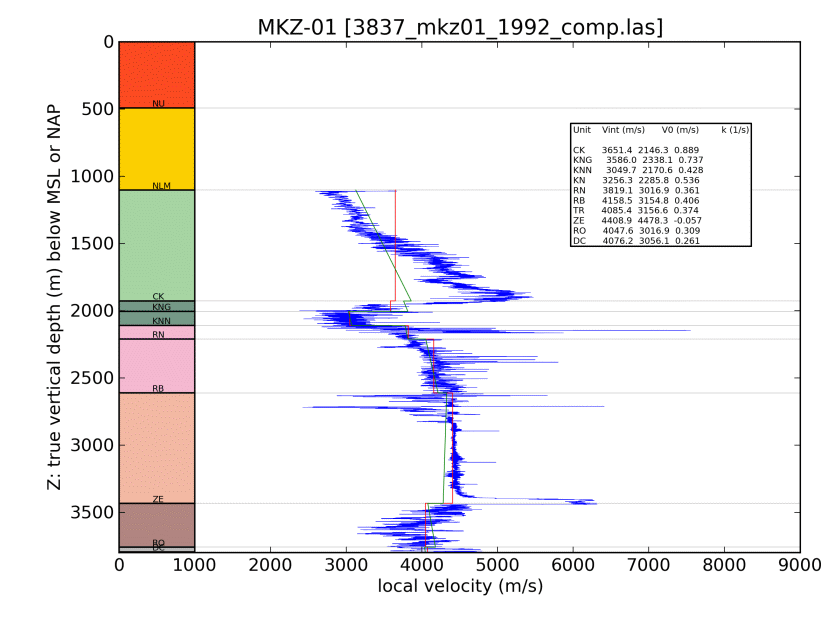 MKZ-01 [3837_mkz01_1992_comp.las]
0
500
1000
1500
2000
2500
3000
3500
Z: true vertical depth (m) below MSL or NAP
NU
NLM
CK
KNG
KNN
RN
RB
ZE
RO
DC
Unit Vint (m/s) V0 (m/s) k (1/s)
CK 3651.4 2146.3 0.889
KNG 3586.0 2338.1 0.737
KNN 3049.7 2170.6 0.428
KN 3256.3 2285.8 0.536
RN 3819.1 3016.9 0.361
RB 4158.5 3154.8 0.406
TR 4085.4 3156.6 0.374
ZE 4408.9 4478.3 -0.057
RO 4047.6 3016.9 0.309
DC 4076.2 3056.1 0.261
0 1000 2000 3000 4000 5000 6000 7000 8000 9000
local velocity (m/s)